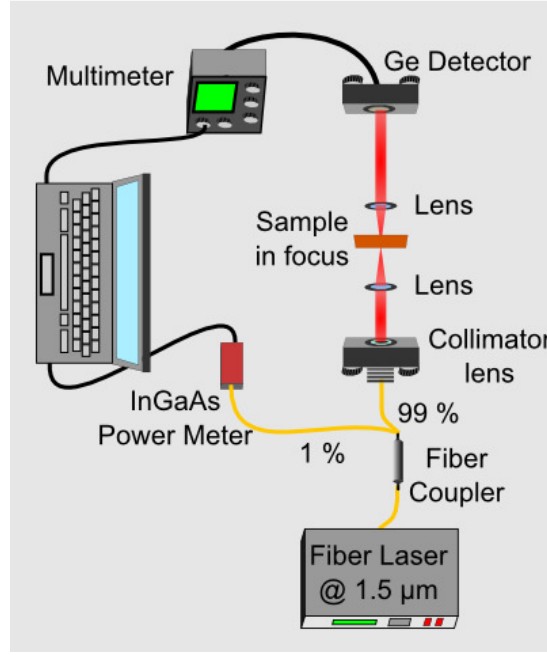 Multimeter
Ge Detector
Lens
Sample
in focus
Lens
Collimator
lens
InGaAs
Power Meter
99 %
1 %
Fiber
Coupler
Fiber Laser
@ 1.5 µm